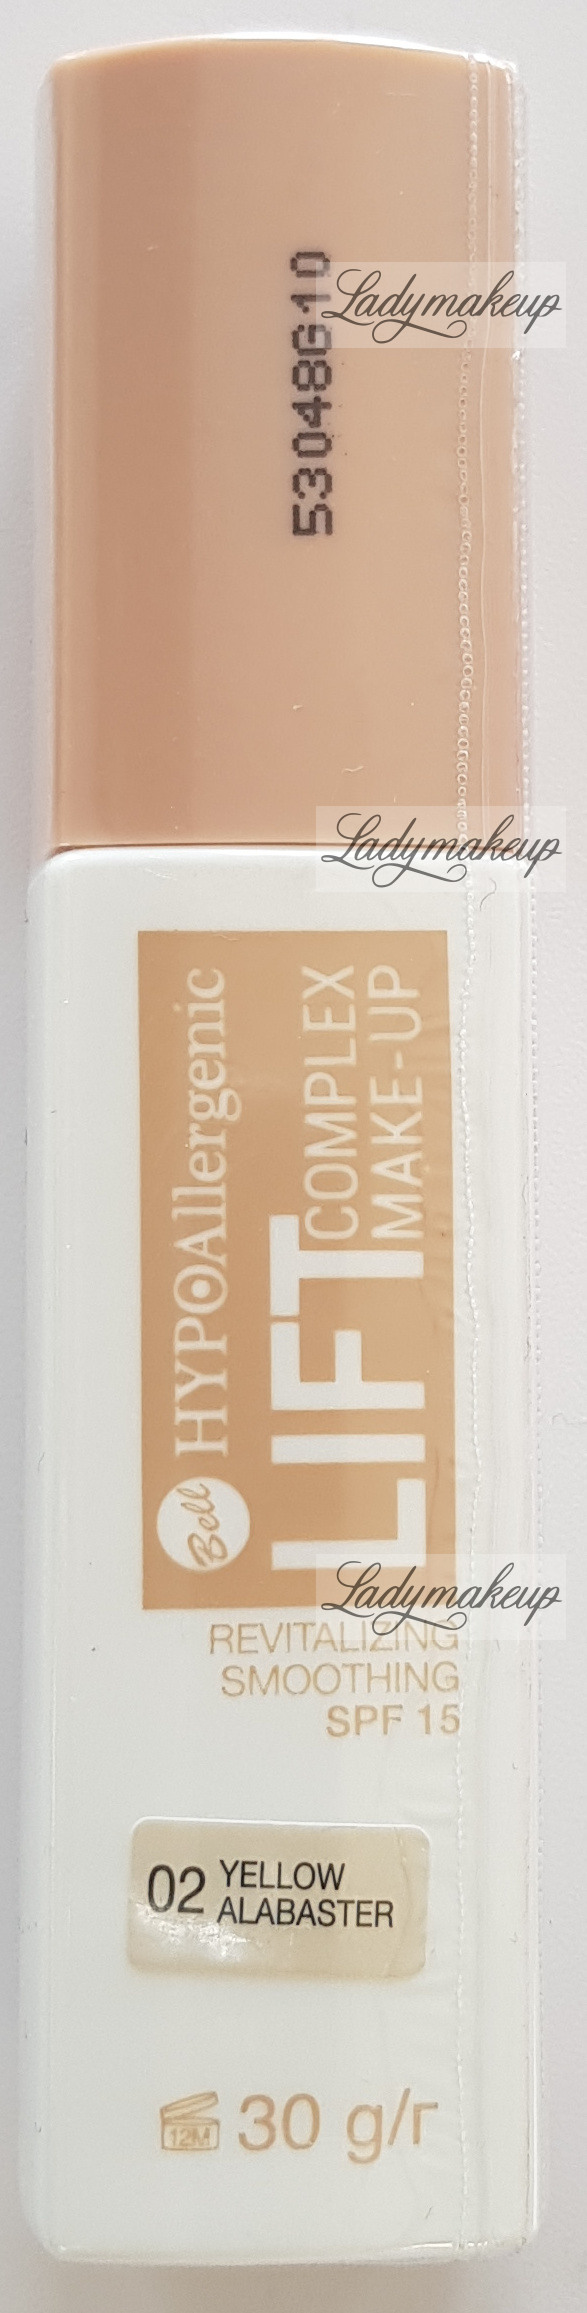 53048G10
Ladymakeup
Ladymakeup
Bell HYPOAllergenic
LIFT COMPLEX
MAKE-UP
Ladymakeup
REVITALIZING
SMOOTHING
SPF 15
02 YELLOW
ALABASTER
12M 30 g/г